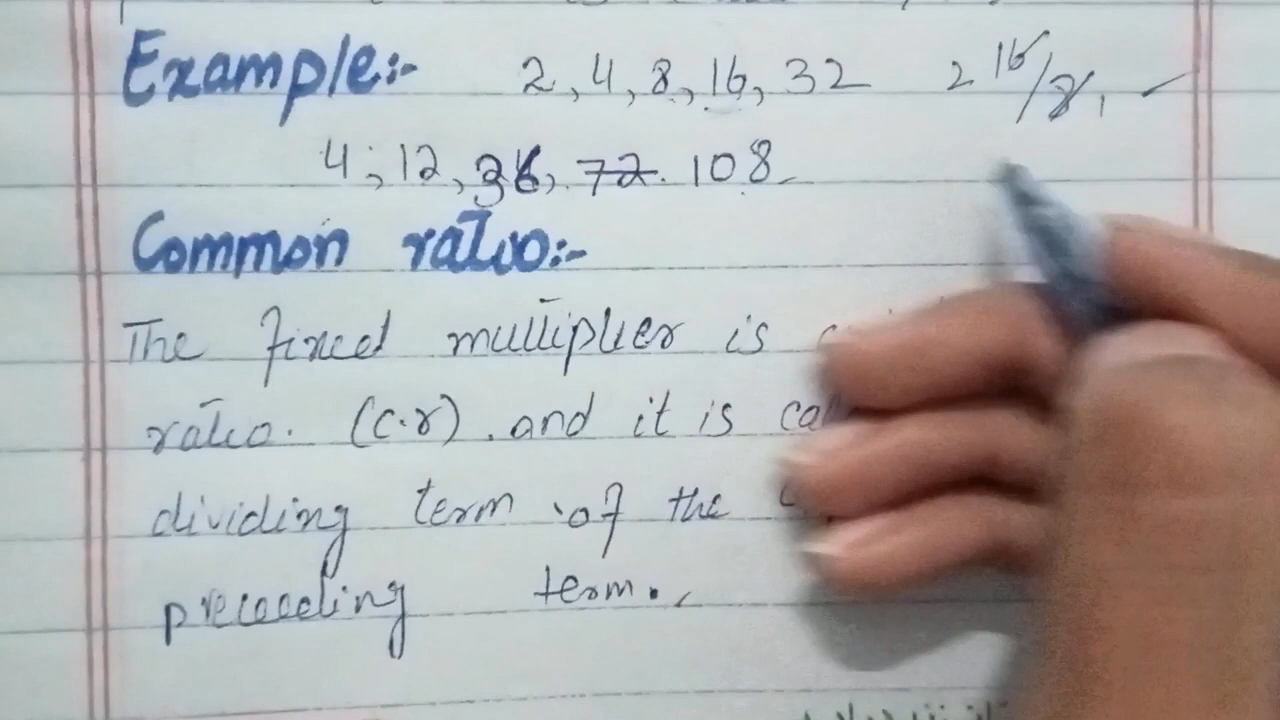 Example:- 2, 4, 8, 16, 32 2 16/8,
4, 12, 36, 72. 108
Common ratio:-
The fixed multiplier is
ratio. (c.r). and it is
dividing term of the
preceeding term.